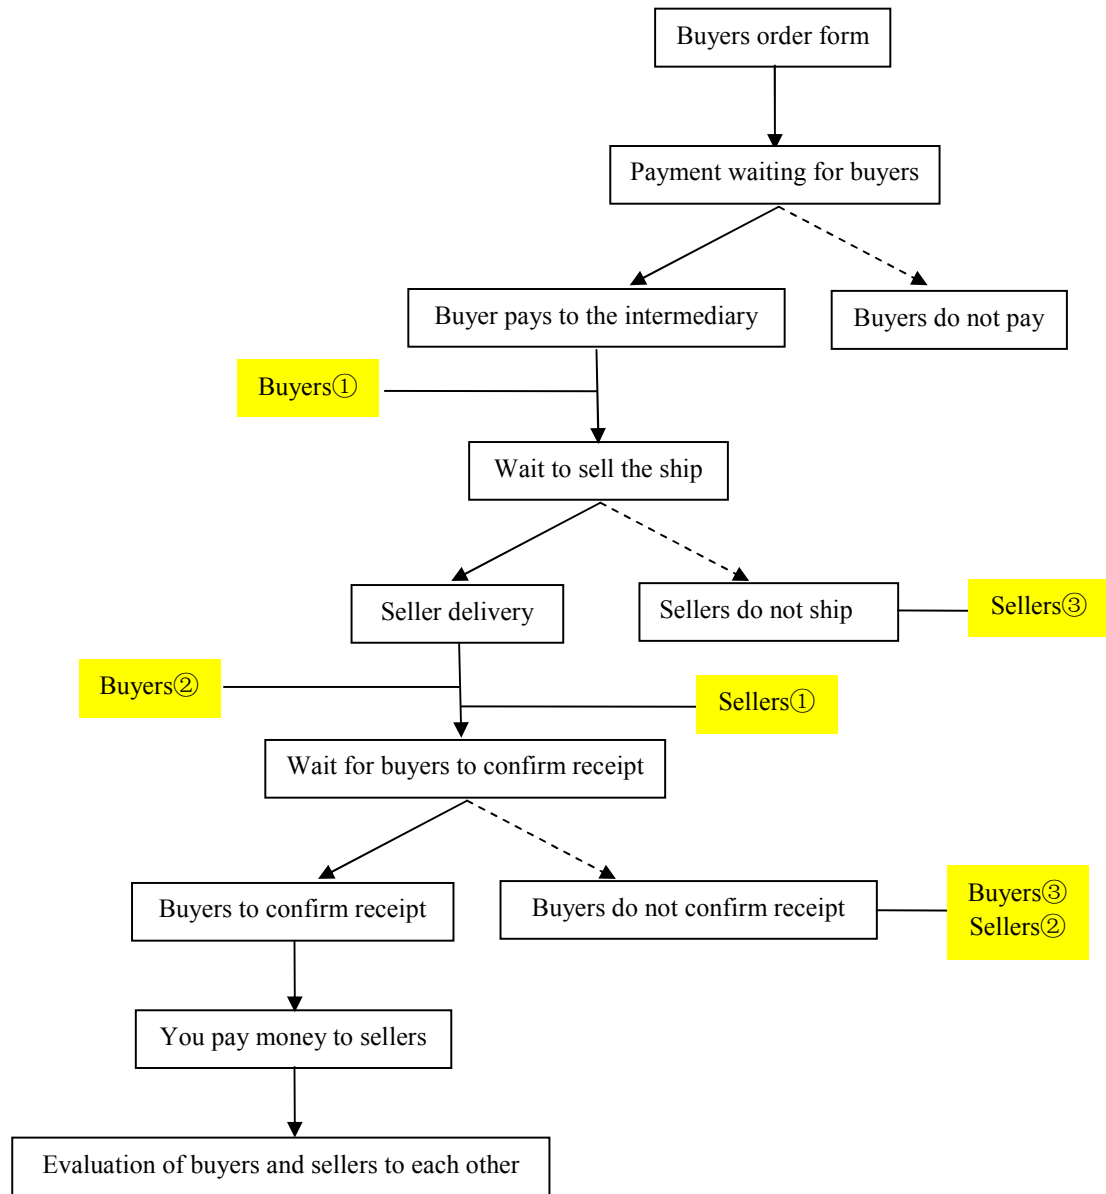 Buyers order form
Payment waiting for buyers
Buyer pays to the intermediary
Buyers do not pay
Buyers①
Wait to sell the ship
Seller delivery
Sellers do not ship
Sellers③
Buyers②
Sellers①
Wait for buyers to confirm receipt
Buyers to confirm receipt
Buyers do not confirm receipt
Buyers③
Sellers②
You pay money to sellers
Evaluation of buyers and sellers to each other